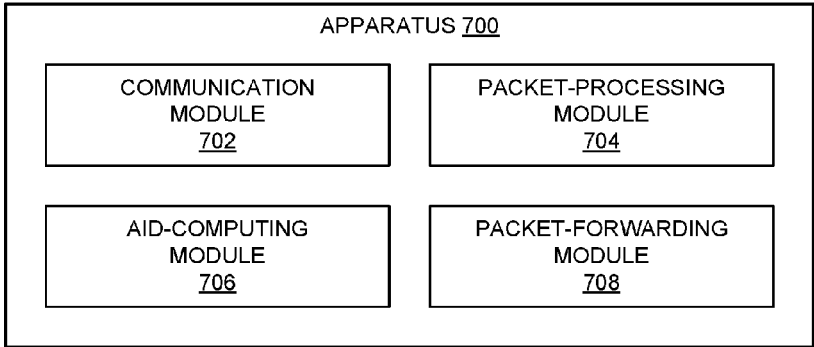 APPARATUS 700
COMMUNICATION
MODULE
702
PACKET-PROCESSING
MODULE
704
AID-COMPUTING
MODULE
706
PACKET-FORWARDING
MODULE
708